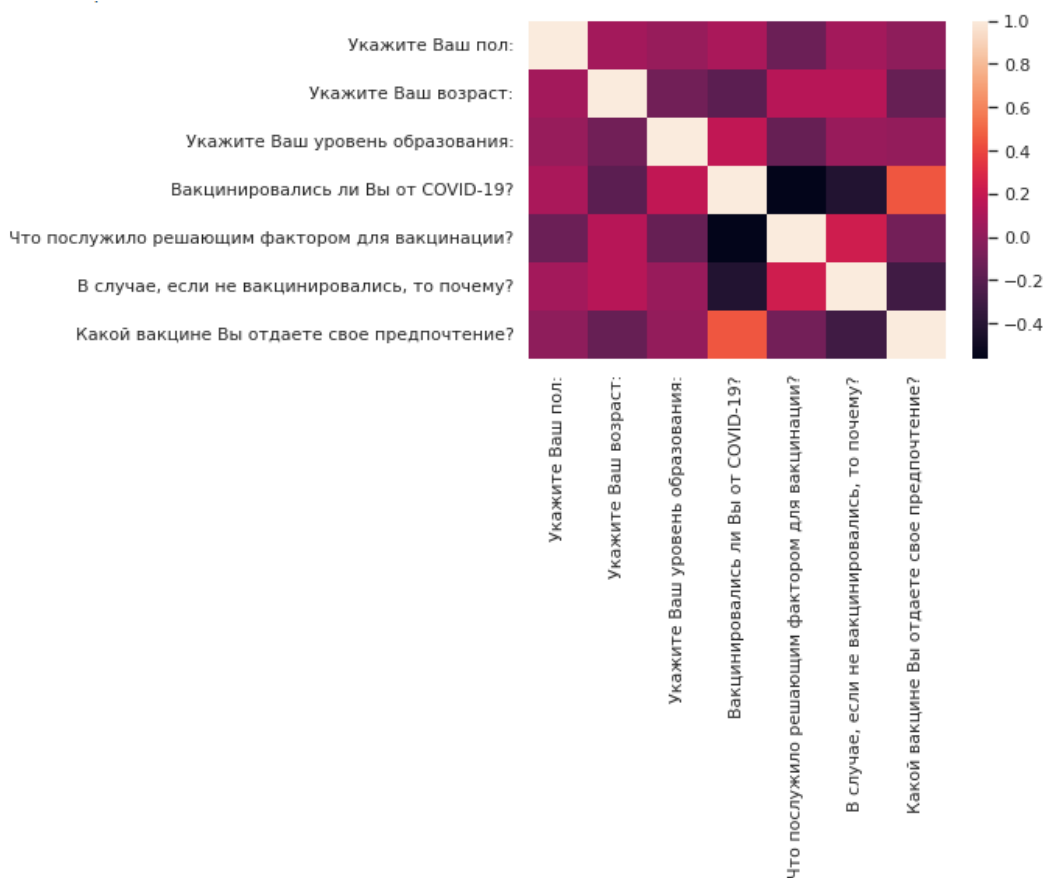 Укажите Ваш пол:
Укажите Ваш возраст:
Укажите Ваш уровень образования:
Вакцинировались ли Вы от COVID-19?
Что послужило решающим фактором для вакцинации?
В случае, если не вакцинировались, то почему?
Какой вакцине Вы отдаете свое предпочтение?
1.0
0.8
0.6
0.4
0.2
0.0
−0.2
−0.4
Укажите Ваш пол:
Укажите Ваш возраст:
Укажите Ваш уровень образования:
Вакцинировались ли Вы от COVID-19?
Что послужило решающим фактором для вакцинации?
В случае, если не вакцинировались, то почему?
Какой вакцине Вы отдаете свое предпочтение?